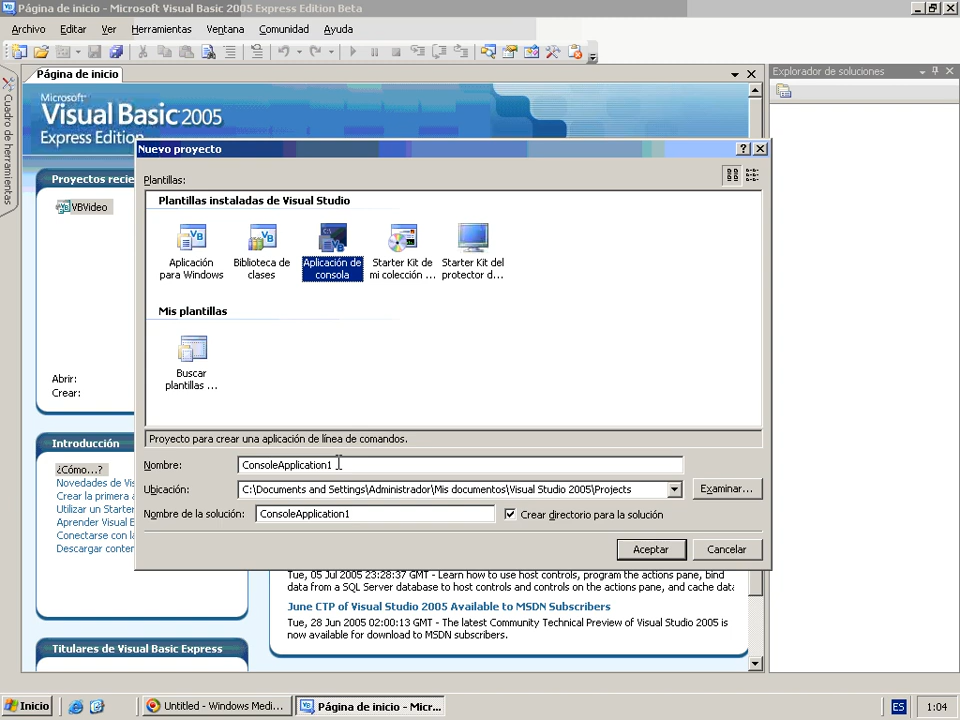 Página de inicio - Microsoft Visual Basic 2005 Express Edition Beta
Archivo Editar Ver Herramientas Ventana Comunidad Ayuda
Página de inicio
Explorador de soluciones
Cuadro de herramientas
Microsoft
Visual Basic 2005
Express Edition
Nuevo proyecto
Proyectos recie
VBVideo
Plantillas:
Plantillas instaladas de Visual Studio
Aplicación para Windows
Biblioteca de clases
Aplicación de consola
Starter Kit de mi colección ...
Starter Kit del protector d...
Mis plantillas
Buscar plantillas ...
Abrir:
Crear:
Proyecto para crear una aplicación de línea de comandos.
Nombre: ConsoleApplication1
Ubicación: C:\Documents and Settings\Administrador\Mis documentos\Visual Studio 2005\Projects Examinar...
Nombre de la solución: ConsoleApplication1 Crear directorio para la solución
Aceptar Cancelar
Introducción
¿Cómo...?
Novedades de Vis
Crear la primera a
Utilizar un Starter
Aprender Visual B
Conectarse con la
Descargar conten
Tue, 05 Jul 2005 23:28:37 GMT - Learn how to use host controls, program the actions pane, bind
data from a SQL Server database to host controls and controls on the actions pane, and cache data
June CTP of Visual Studio 2005 Available to MSDN Subscribers
Tue, 28 Jun 2005 02:00:13 GMT - The latest Community Technical Preview of Visual Studio 2005 is
now available for download to MSDN subscribers.
Titulares de Visual Basic Express
Inicio Untitled - Windows Medi... Página de inicio - Micr... ES 1:04